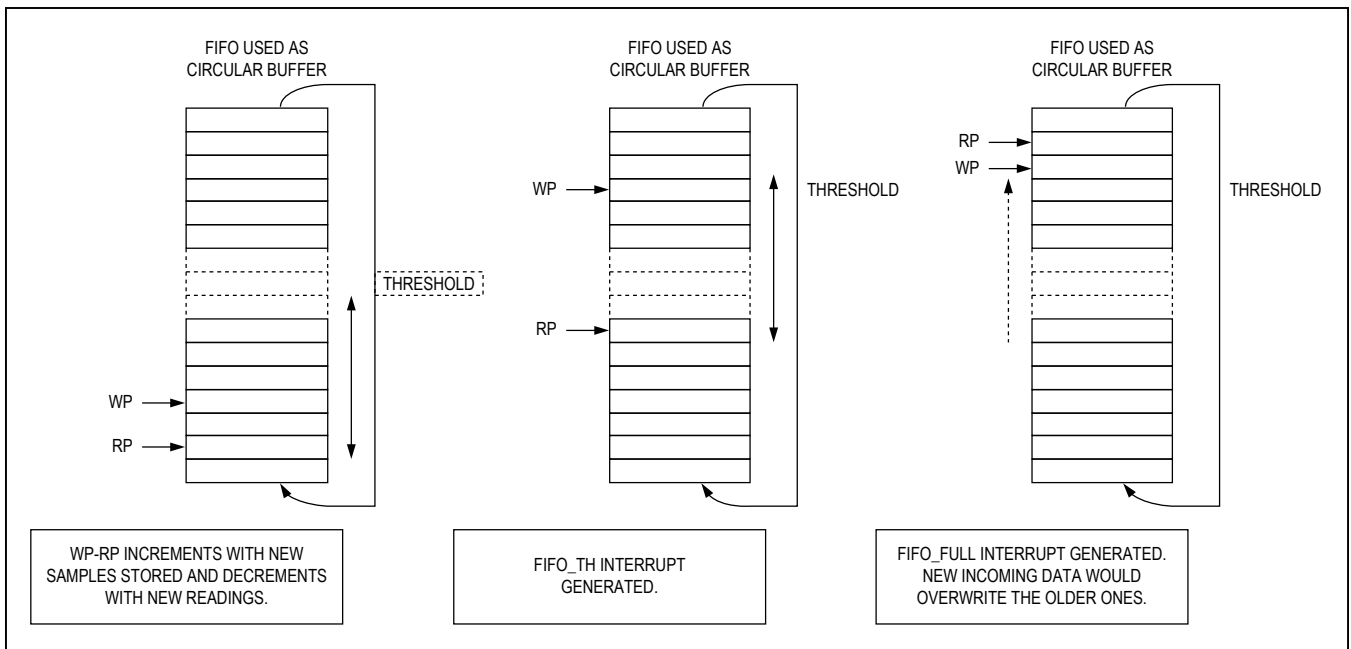 FIFO USED AS
CIRCULAR BUFFER
WP
RP
THRESHOLD
WP-RP INCREMENTS WITH NEW
SAMPLES STORED AND DECREMENTS
WITH NEW READINGS.
FIFO USED AS
CIRCULAR BUFFER
WP
THRESHOLD
RP
FIFO_TH INTERRUPT
GENERATED.
FIFO USED AS
CIRCULAR BUFFER
RP
WP
THRESHOLD
FIFO_FULL INTERRUPT GENERATED.
NEW INCOMING DATA WOULD
OVERWRITE THE OLDER ONES.